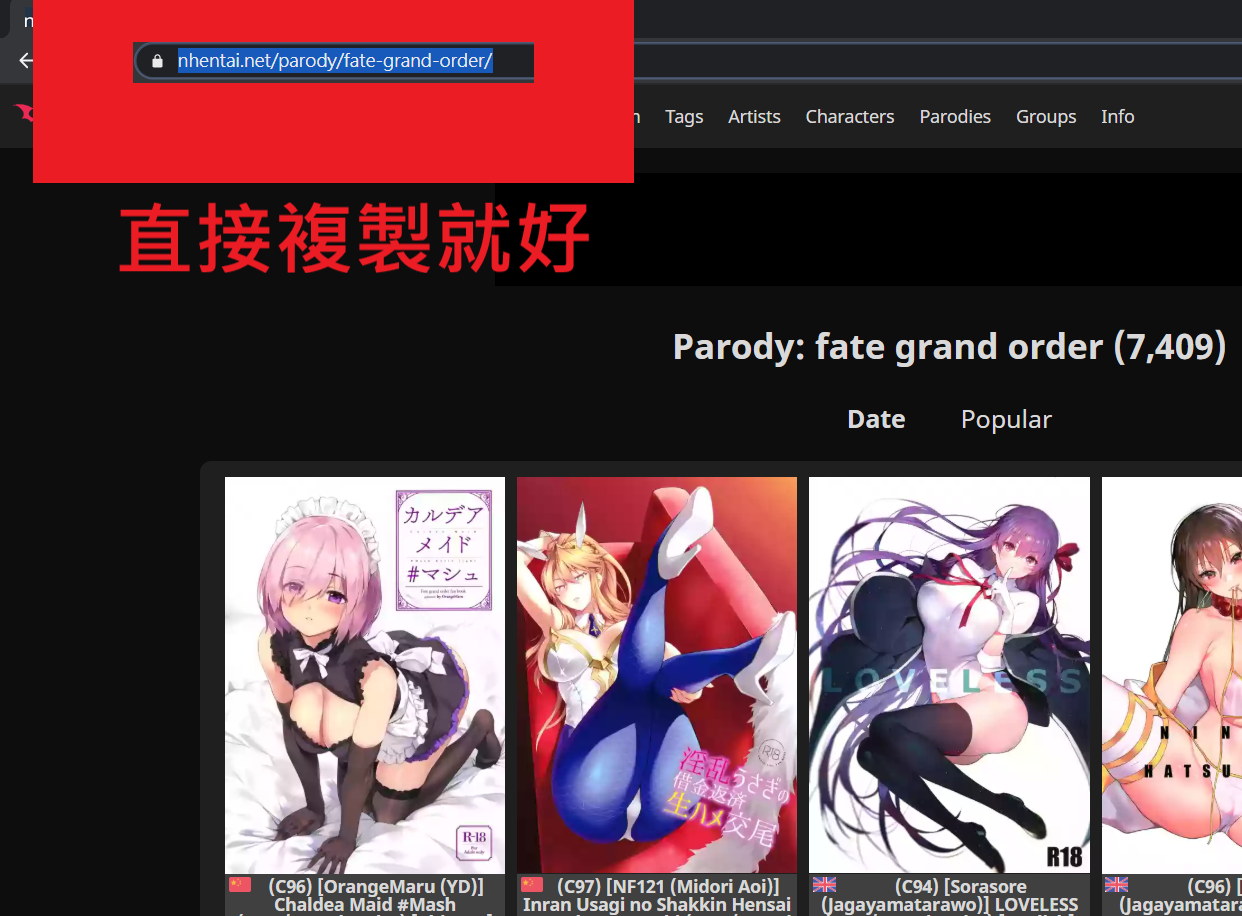 nhentai.net/parody/fate-grand-order/
Tags Artists Characters Parodies Groups Info
直接複製就好
Parody: fate grand order (7,409)
Date Popular
カルデア
メイド
#マシュ
R-18
淫乱うさぎの
借金返済
生ハメ交尾
R18
LOVELESS
R18
NIN
HATSU
(C96) [OrangeMaru (YD)]
Chaldea Maid #Mash
(C97) [NF121 (Midori Aoi)]
Inran Usagi no Shakkin Hensai
(C94) [Sorasore
(Jagayamatarawo)] LOVELESS
(C96) [
(Jagayamatara